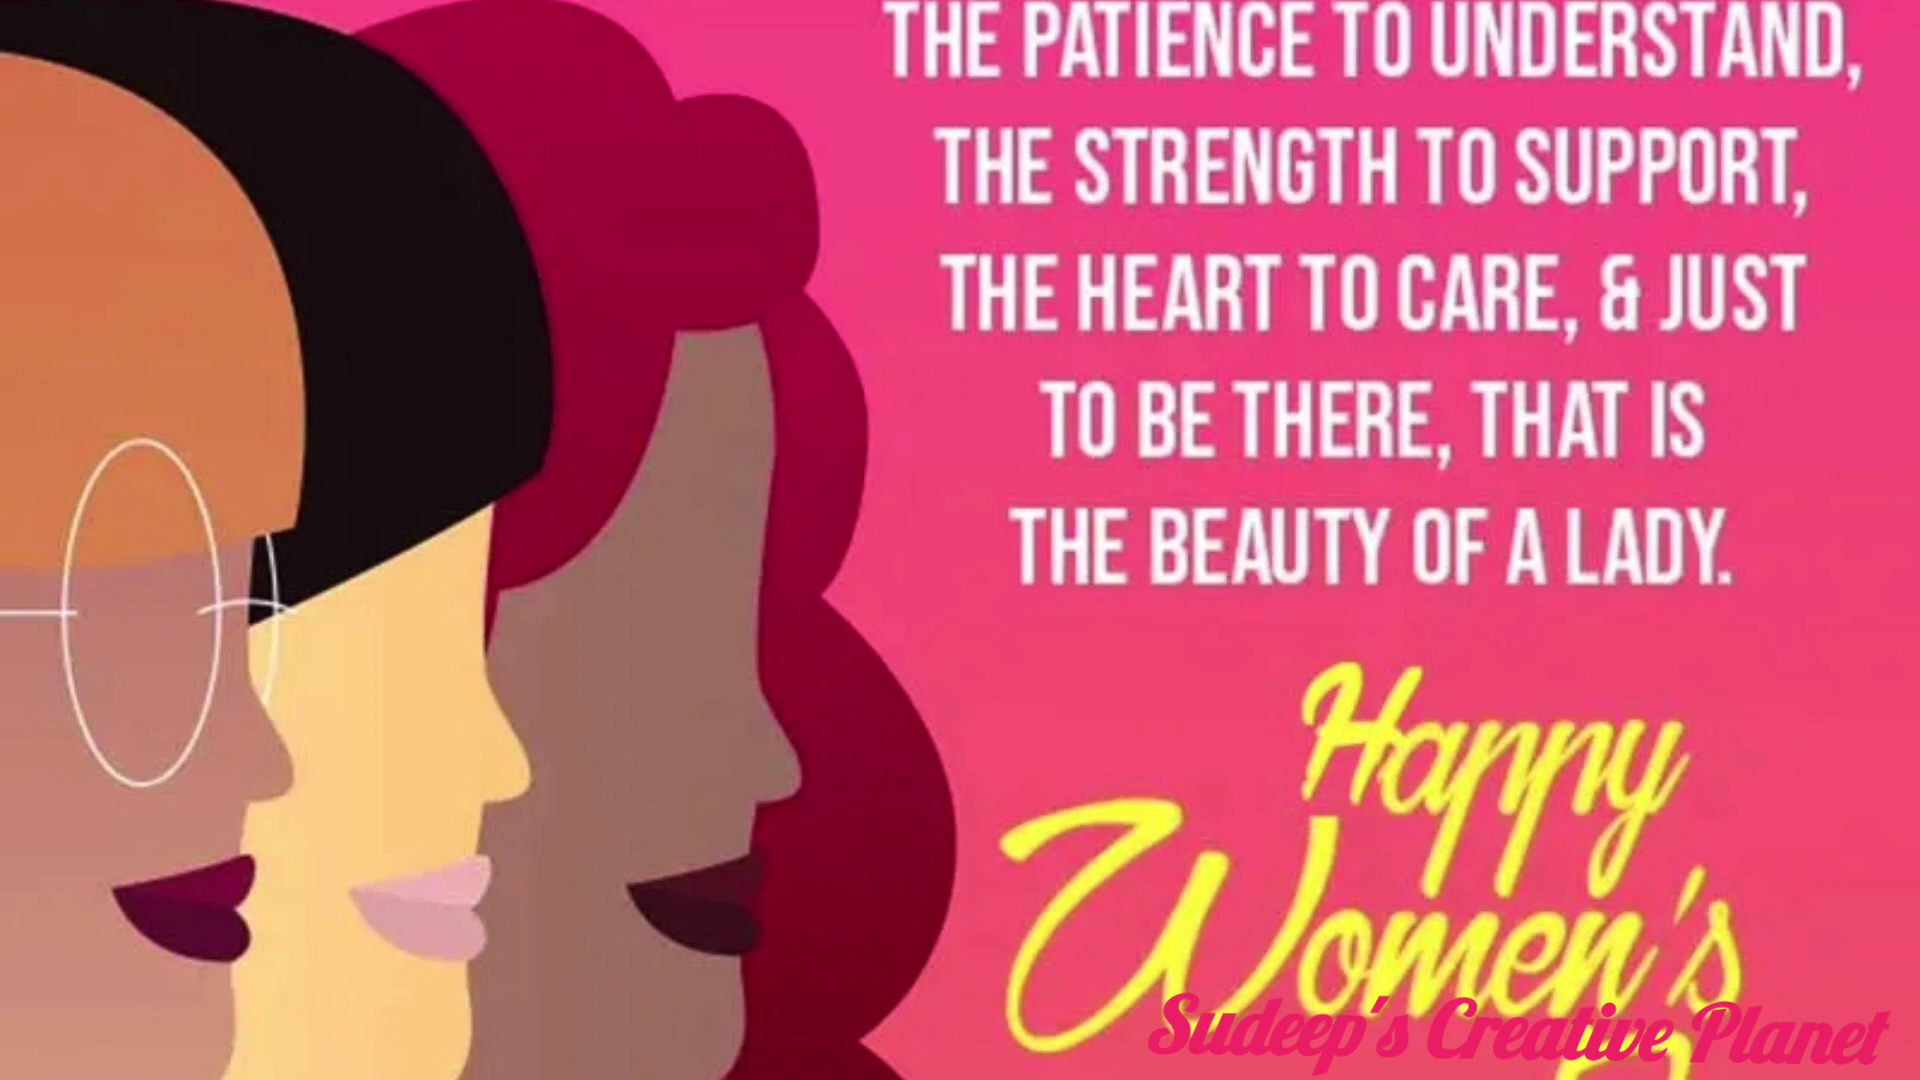 THE PATIENCE TO UNDERSTAND,
THE STRENGTH TO SUPPORT,
THE HEART TO CARE, & JUST
TO BE THERE, THAT IS
THE BEAUTY OF A LADY.
Happy
Women's
Sudeep's Creative Planet